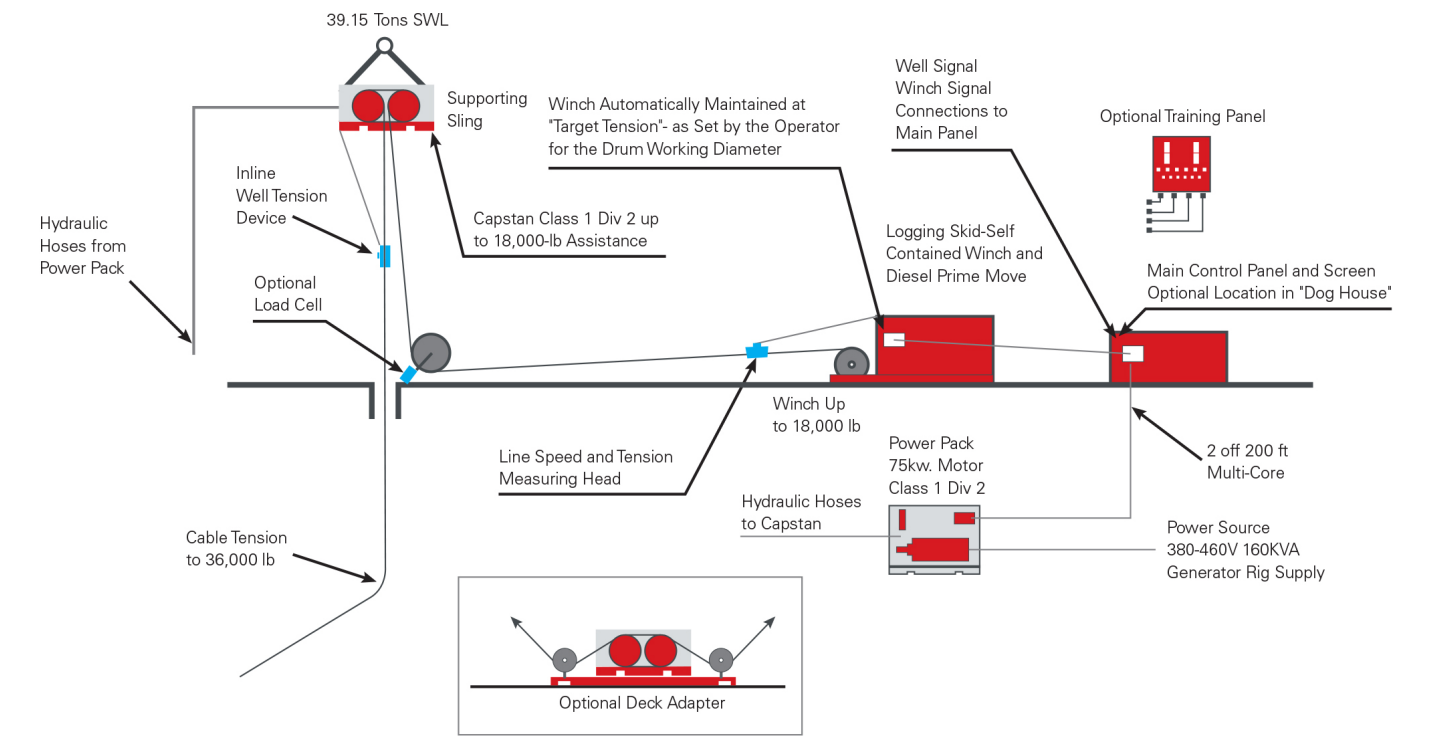 39.15 Tons SWL
Supporting
Sling
Winch Automatically Maintained at
"Target Tension"- as Set by the Operator
for the Drum Working Diameter
Well Signal
Winch Signal
Connections to
Main Panel
Optional Training Panel
Inline
Well Tension
Device
Capstan Class 1 Div 2 up
to 18,000-lb Assistance
Hydraulic
Hoses from
Power Pack
Logging Skid-Self
Contained Winch and
Diesel Prime Move
Optional
Load Cell
Main Control Panel and Screen
Optional Location in "Dog House"
Winch Up
to 18,000 lb
Line Speed and Tension
Measuring Head
Power Pack
75kw. Motor
Class 1 Div 2
2 off 200 ft
Multi-Core
Hydraulic Hoses
to Capstan
Cable Tension
to 36,000 lb
Power Source
380-460V 160KVA
Generator Rig Supply
Optional Deck Adapter